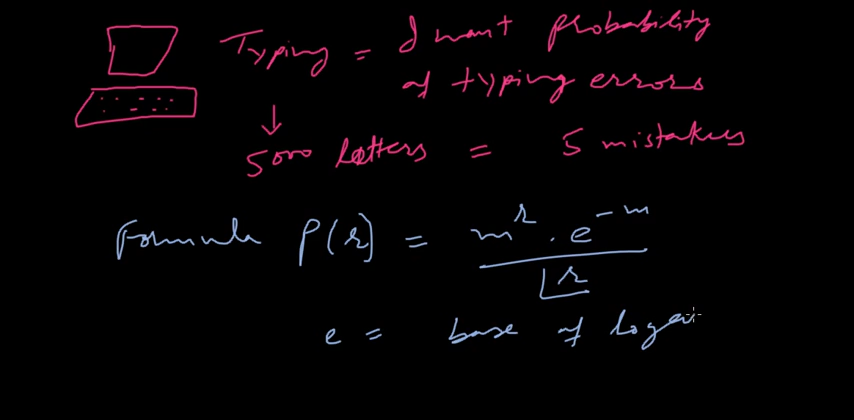 Typing = I want probability
of typing errors
5000 letters = 5 mistakes
Formula P(r) = m^r . e^-m / ⌊r
e = base of loga